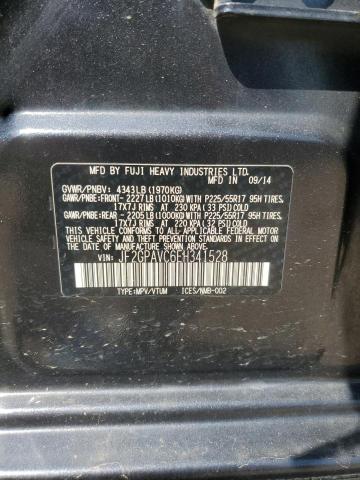 MFD BY FUJI HEAVY INDUSTRIES LTD.
GVWR/PNBV: 4343LB (1970KG) MFD IN 09/14
GAWR/PNBE:FRONT- 2227 LB (1010KG)WITH P225/55R17 95H TIRES,
17X7J RIMS AT 230 KPA (33 PSI)COLD
GAWR/PNBE:REAR - 2205 LB (1000KG)WITH P225/55R17 95H TIRES,
17X7J RIMS AT 220 KPA (32 PSI)COLD
THIS VEHICLE CONFORMS TO ALL APPLICABLE FEDERAL MOTOR
VEHICLE SAFETY AND THEFT PREVENTION STANDARDS IN EFFECT ON
THE DATE OF MANUFACTURE SHOWN ABOVE.
VIN: JF2GPAVC6EH341528
TYPE:MPV/VTUM ICES/NMB-002